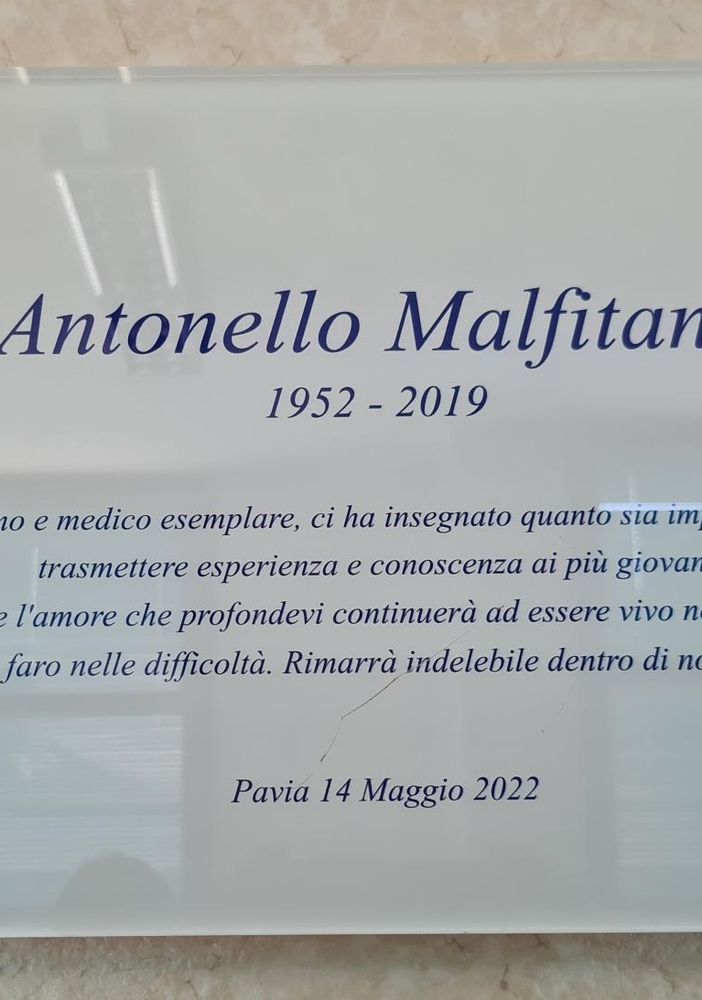 Antonello Malfitan
1952 - 2019
no e medico esemplare, ci ha insegnato quanto sia imp
trasmettere esperienza e conoscenza ai più giovan
e l'amore che profondevi continuerà ad essere vivo n
faro nelle difficoltà. Rimarrà indelebile dentro di no
Pavia 14 Maggio 2022